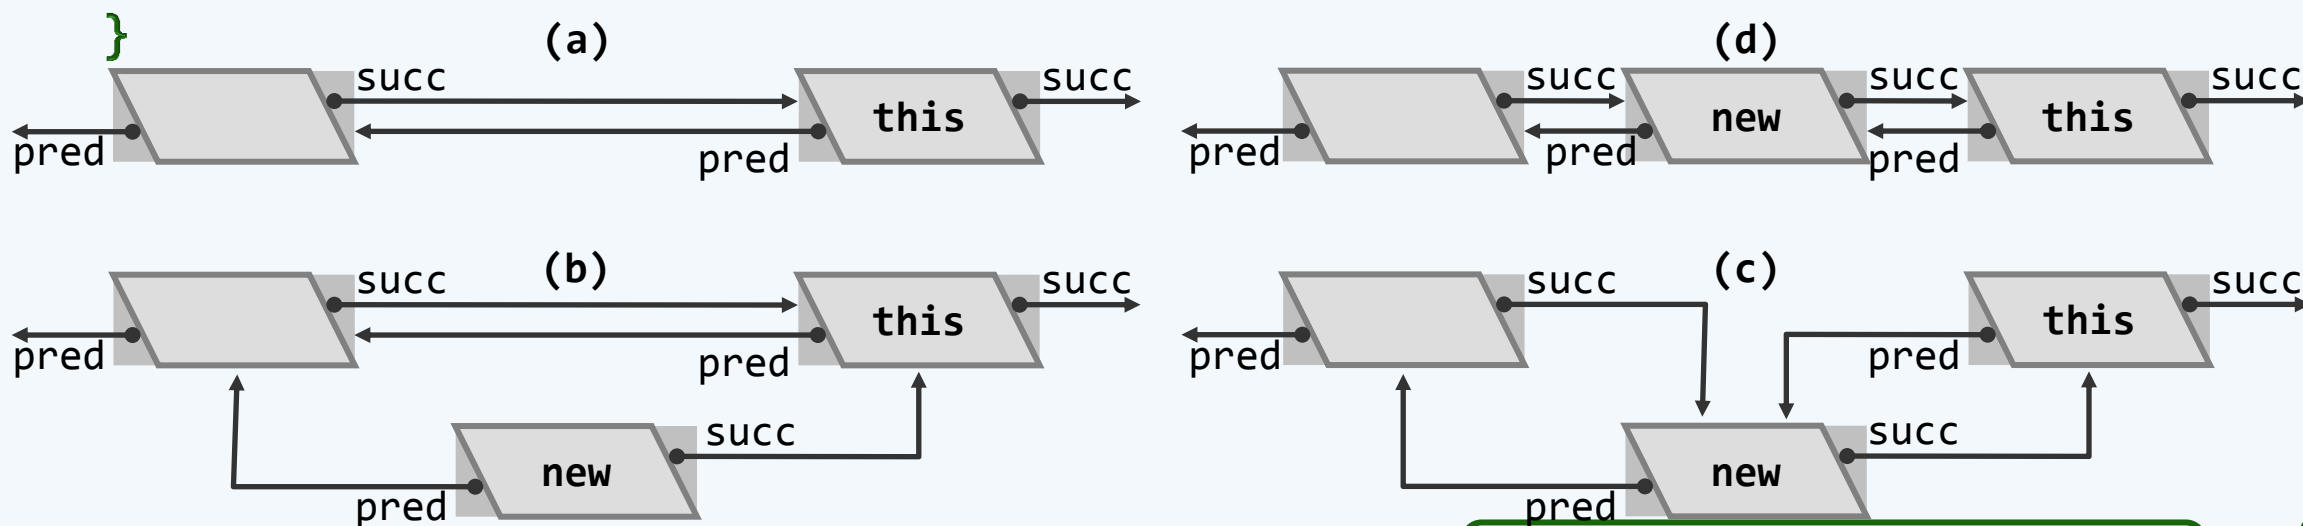 }
(a) (d)
succ succ succ succ succ
this new this
pred pred pred pred pred
(b) (c)
succ succ succ succ
this this
pred pred pred pred
succ succ
new new
pred pred